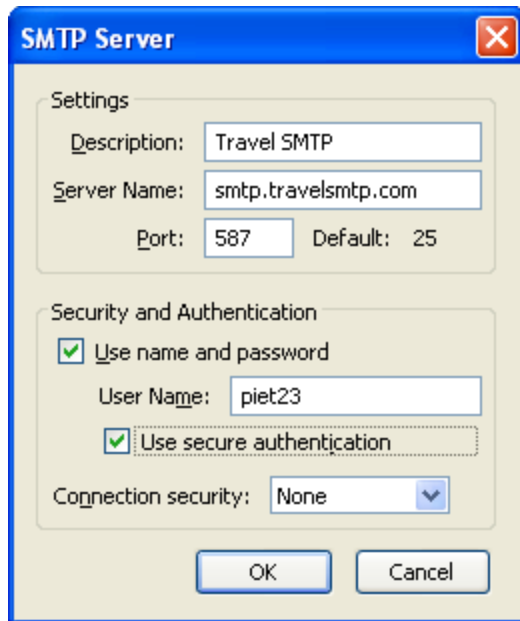 SMTP Server
Settings
Description: Travel SMTP
Server Name: smtp.travelsmtp.com
Port: 587 Default: 25
Security and Authentication
Use name and password
User Name: piet23
Use secure authentication
Connection security: None
OK Cancel